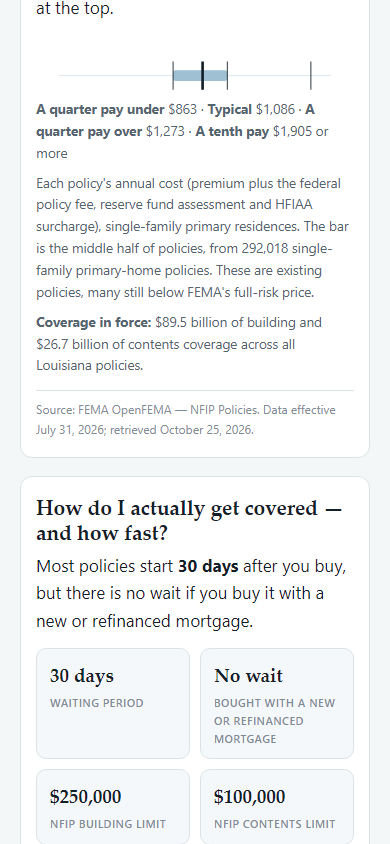 at the top.
A quarter pay under $863 · Typical $1,086 · A
quarter pay over $1,273 · A tenth pay $1,905 or
more
Each policy's annual cost (premium plus the federal
policy fee, reserve fund assessment and HFIAA
surcharge), single-family primary residences. The bar
is the middle half of policies, from 292,018 single-
family primary-home policies. These are existing
policies, many still below FEMA's full-risk price.
Coverage in force: $89.5 billion of building and
$26.7 billion of contents coverage across all
Louisiana policies.
Source: FEMA OpenFEMA — NFIP Policies. Data effective
July 31, 2026; retrieved October 25, 2026.
How do I actually get covered —
and how fast?
Most policies start 30 days after you buy,
but there is no wait if you buy it with a
new or refinanced mortgage.
30 days
WAITING PERIOD
No wait
BOUGHT WITH A NEW
OR REFINANCED
MORTGAGE
$250,000
NFIP BUILDING LIMIT
$100,000
NFIP CONTENTS LIMIT